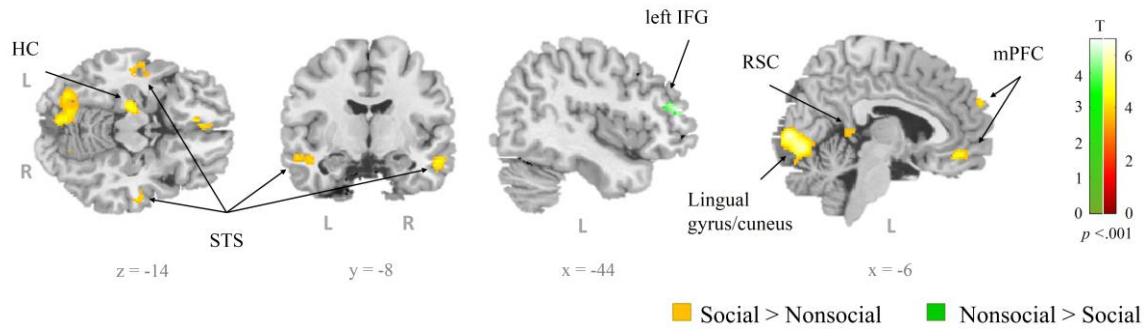 left IFG
T
HC
RSC
mPFC
L
4
6
3
4
2
R
2
1
Lingual
gyrus/cuneus
0
0
STS
L
R
L
L
p <.001
z = -14
y = -8
x = -44
x = -6
Social > Nonsocial
Nonsocial > Social